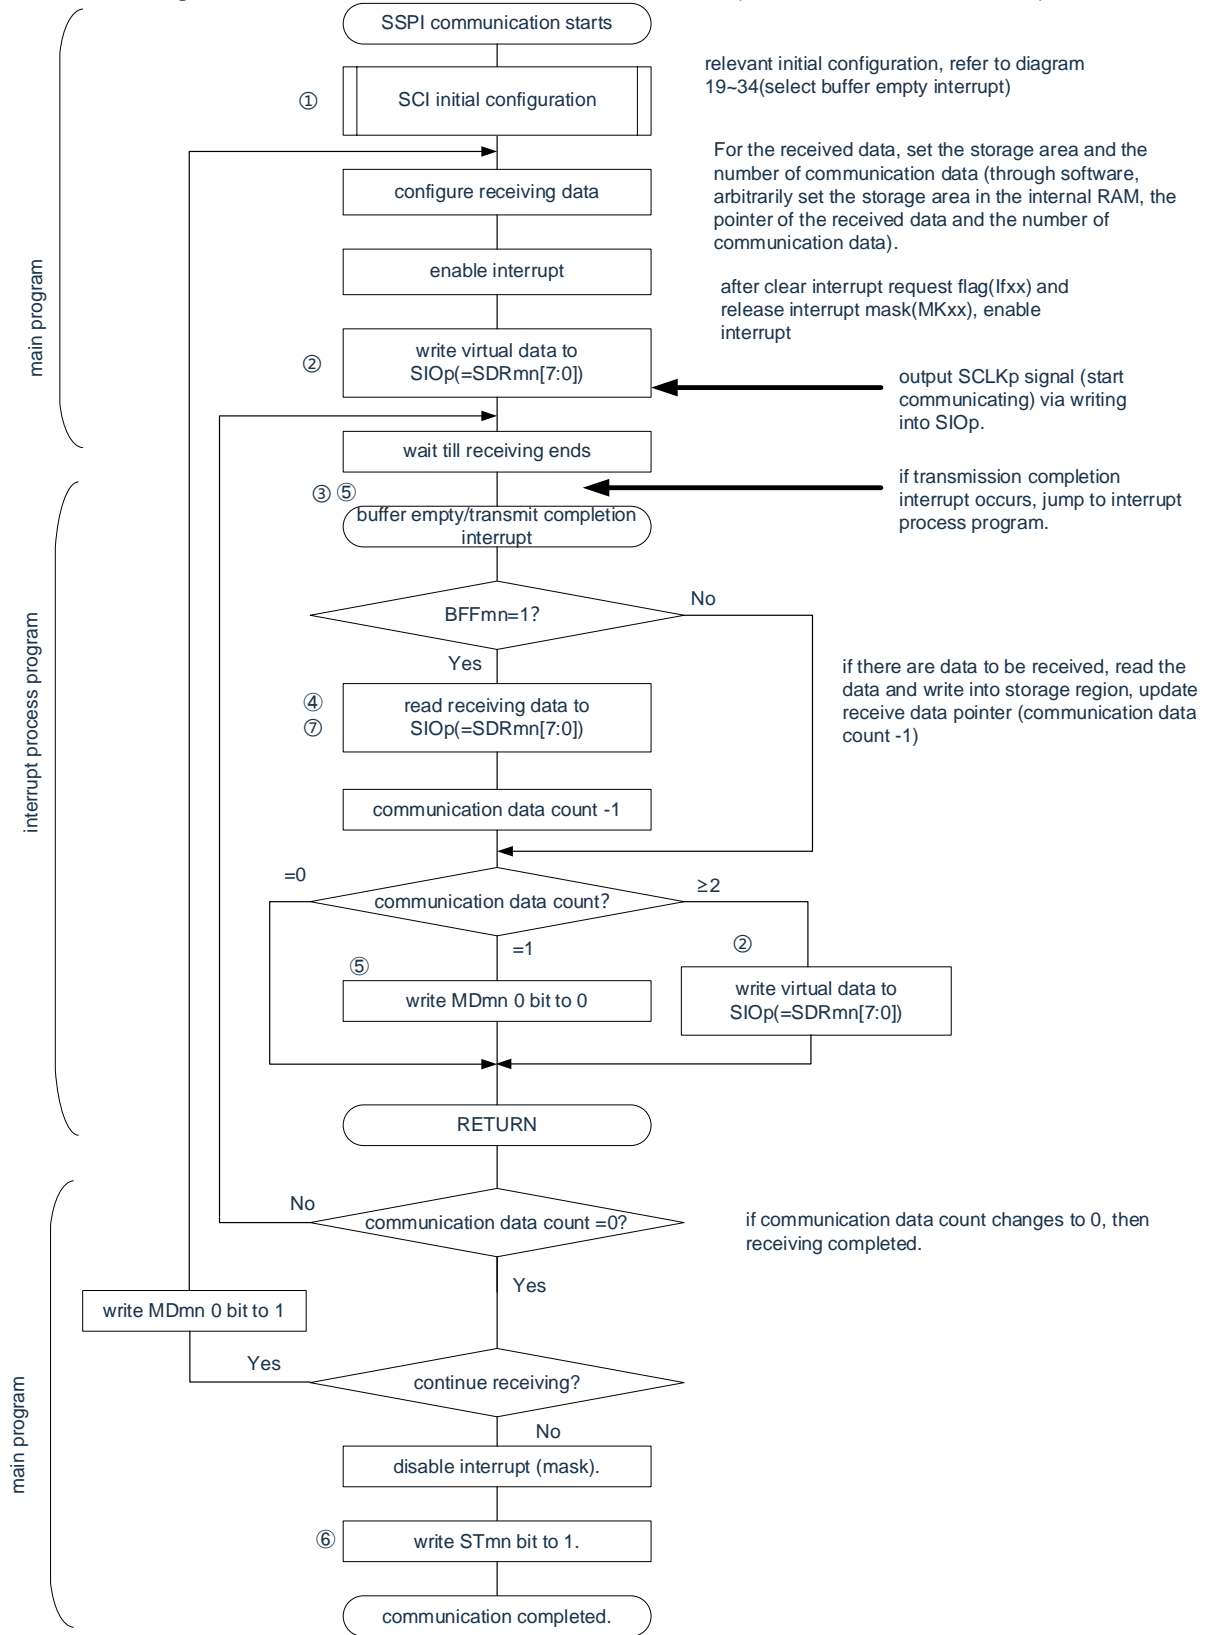 SSPI communication starts
relevant initial configuration, refer to diagram
19~34(select buffer empty interrupt)
①
SCI initial configuration
For the received data, set the storage area and the
number of communication data (through software,
arbitrarily set the storage area in the internal RAM, the
pointer of the received data and the number of
communication data).
configure receiving data
main program
enable interrupt
after clear interrupt request flag(Ifxx) and
release interrupt mask(MKxx), enable
interrupt
②
write virtual data to
SIOp(=SDRmn[7:0])
output SCLKp signal (start
communicating) via writing
into SIOp.
wait till receiving ends
if transmission completion
interrupt occurs, jump to interrupt
process program.
③ ⑤
buffer empty/transmit completion
interrupt
interrupt process program
BFFmn=1?
No
Yes
if there are data to be received, read the
data and write into storage region, update
receive data pointer (communication data
count -1)
④
⑦
read receiving data to
SIOp(=SDRmn[7:0])
communication data count -1
=0
communication data count?
≥2
=1
②
⑤
write MDmn 0 bit to 0
write virtual data to
SIOp(=SDRmn[7:0])
RETURN
No
communication data count =0?
if communication data count changes to 0, then
receiving completed.
Yes
write MDmn 0 bit to 1
main program
Yes
continue receiving?
No
disable interrupt (mask).
⑥
write STmn bit to 1.
communication completed.